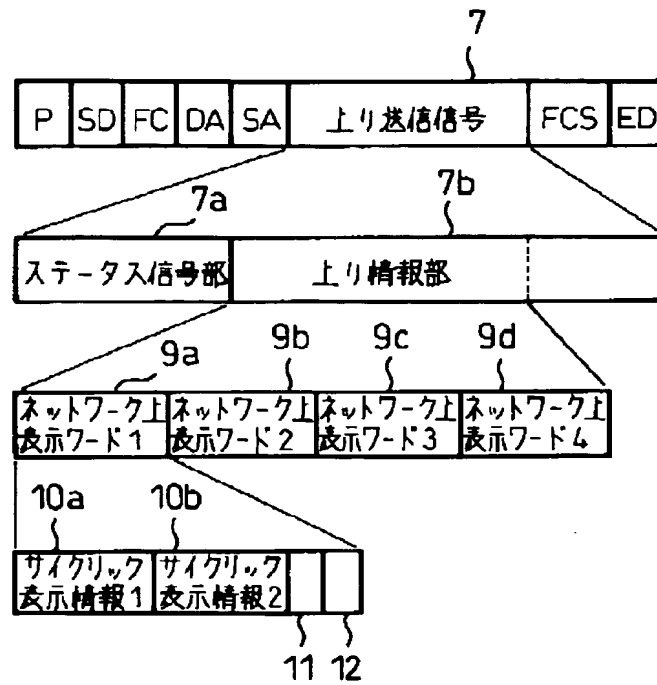 7
P SD FC DA SA 上り送信信号 FCS ED
7a 7b
ステータス信号部 上り情報部
9a 9b 9c 9d
ネットワーク上 ネットワーク上 ネットワーク上 ネットワーク上
表示ワード1 表示ワード2 表示ワード3 表示ワード4
10a 10b
サイクリック サイクリック
表示情報1 表示情報2
11 12